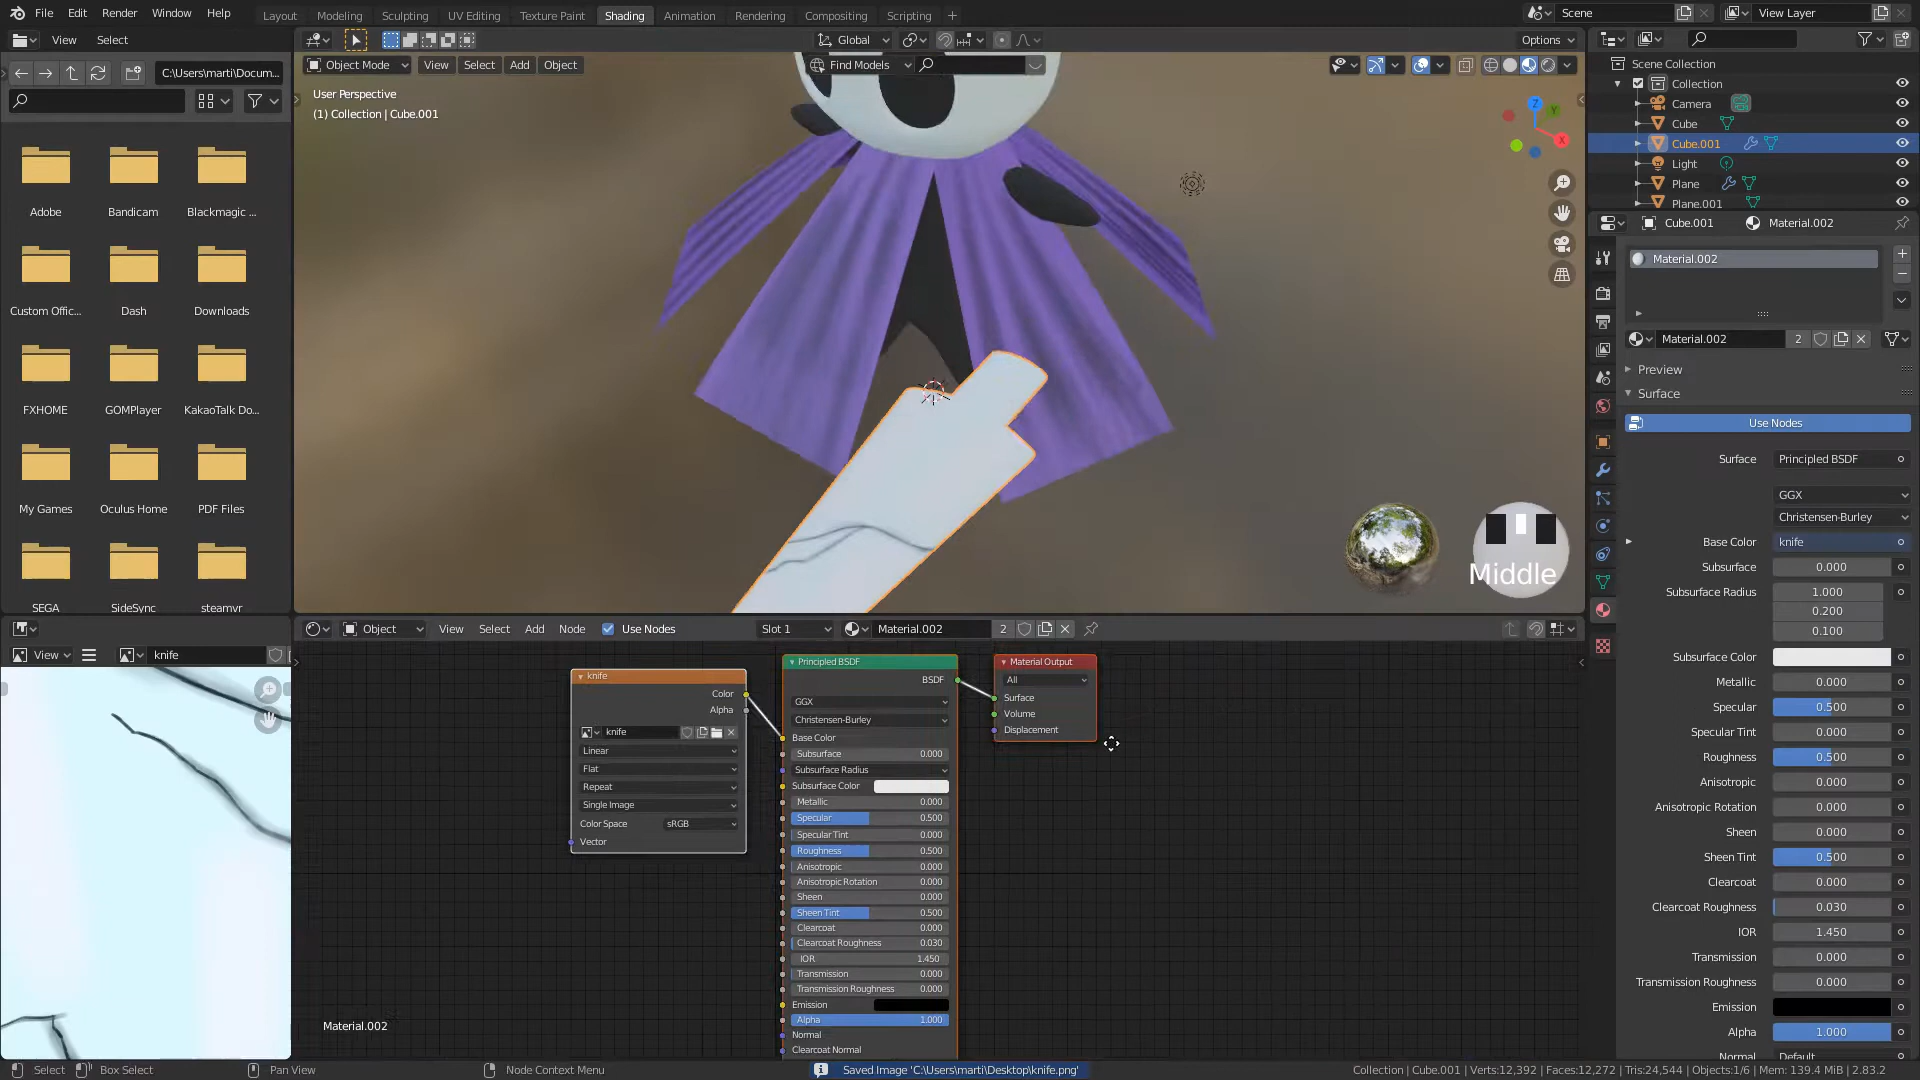 File Edit Render Window Help Layout Modeling Sculpting UV Editing Texture Paint Shading Animation Rendering Compositing Scripting + Scene View Layer
View Select Global Options
C:\Users\marti\Docum... Object Mode View Select Add Object Find Models
User Perspective
(1) Collection | Cube.001
Adobe Bandicam Blackmagic ...
Custom Offic... Dash Downloads
FXHOME GOMPlayer KakaoTalk Do...
My Games Oculus Home PDF Files
SEGA SideSync steamvr
Z
Y
X
Middle
Scene Collection
Collection
Camera
Cube
Cube.001
Light
Plane
Plane.001
Cube.001 Material.002
Material.002
Material.002 2
Preview
Surface
Use Nodes
Surface Principled BSDF
GGX
Christensen-Burley
Base Color knife
Subsurface 0.000
Subsurface Radius 1.000
0.200
0.100
Subsurface Color
Metallic 0.000
Specular 0.500
Specular Tint 0.000
Roughness 0.500
Anisotropic 0.000
Anisotropic Rotation 0.000
Sheen 0.000
Sheen Tint 0.500
Clearcoat 0.000
Clearcoat Roughness 0.030
IOR 1.450
Transmission 0.000
Transmission Roughness 0.000
Emission
Alpha 1.000
Normal Default
View knife
Object View Select Add Node Use Nodes Slot 1 Material.002 2
knife
Color
Alpha
knife
Linear
Flat
Repeat
Single Image
Color Space sRGB
Vector
Principled BSDF
BSDF
GGX
Christensen-Burley
Base Color
Subsurface 0.000
Subsurface Radius
Subsurface Color
Metallic 0.000
Specular 0.500
Specular Tint 0.000
Roughness 0.500
Anisotropic 0.000
Anisotropic Rotation 0.000
Sheen 0.000
Sheen Tint 0.500
Clearcoat 0.000
Clearcoat Roughness 0.030
IOR 1.450
Transmission 0.000
Transmission Roughness 0.000
Emission
Alpha 1.000
Normal
Clearcoat Normal
Material Output
All
Surface
Volume
Displacement
Material.002
Select Box Select Pan View Node Context Menu Saved Image 'C:\Users\marti\Desktop\knife.png' Collection | Cube.001 | Verts:12,392 | Faces:12,272 | Tris:24,544 | Objects:1/6 | Mem: 139.4 MiB | 2.83.2